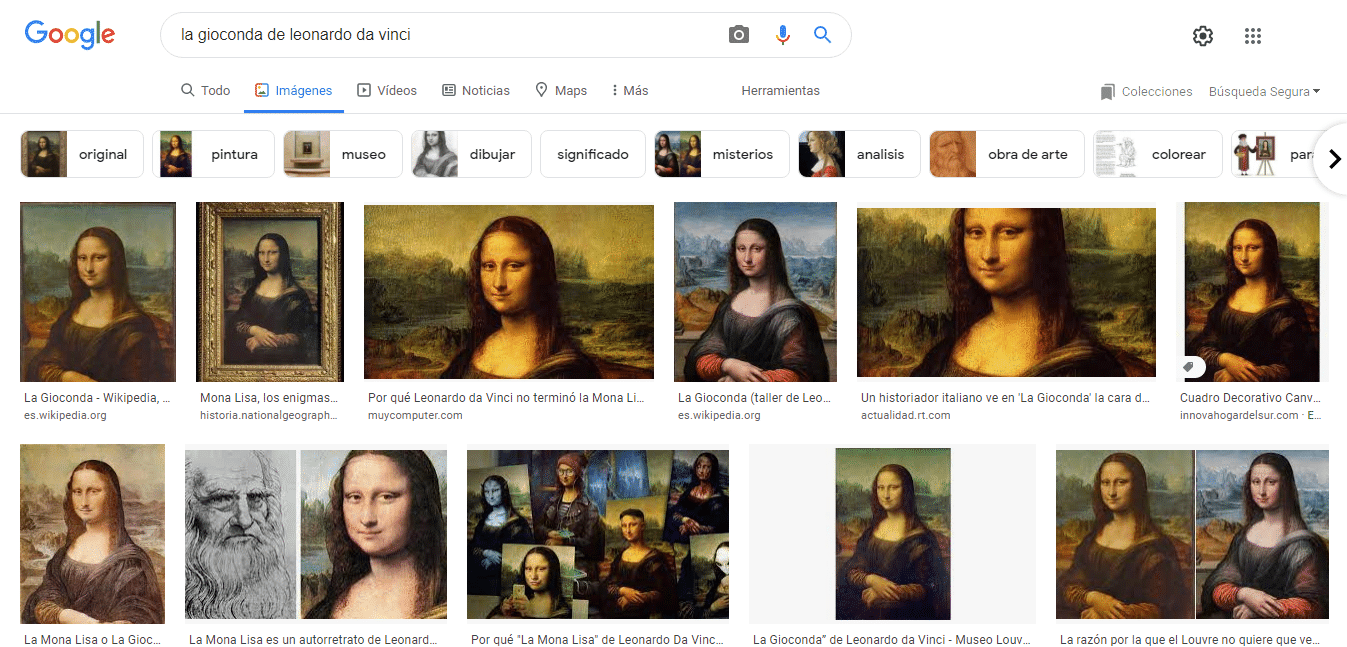 Google
la gioconda de leonardo da vinci
Todo Imágenes Vídeos Noticias Maps Más Herramientas Colecciones Búsqueda Segura
original pintura museo dibujar significado misterios analisis obra de arte colorear
La Gioconda - Wikipedia, ... Mona Lisa, los enigmas... Por qué Leonardo da Vinci no terminó la Mona Li... La Gioconda (taller de Leo... Un historiador italiano ve en 'La Gioconda' la cara d... Cuadro Decorativo Canv...
es.wikipedia.org historia.nationalgeograph... muycomputer.com es.wikipedia.org actualidad.rt.com innovahogardelsur.com · E...
La Mona Lisa o La Gioc... La Mona Lisa es un autorretrato de Leonard... Por qué "La Mona Lisa" de Leonardo Da Vinc... La Gioconda” de Leonardo da Vinci - Museo Louv... La razón por la que el Louvre no quiere que ve...